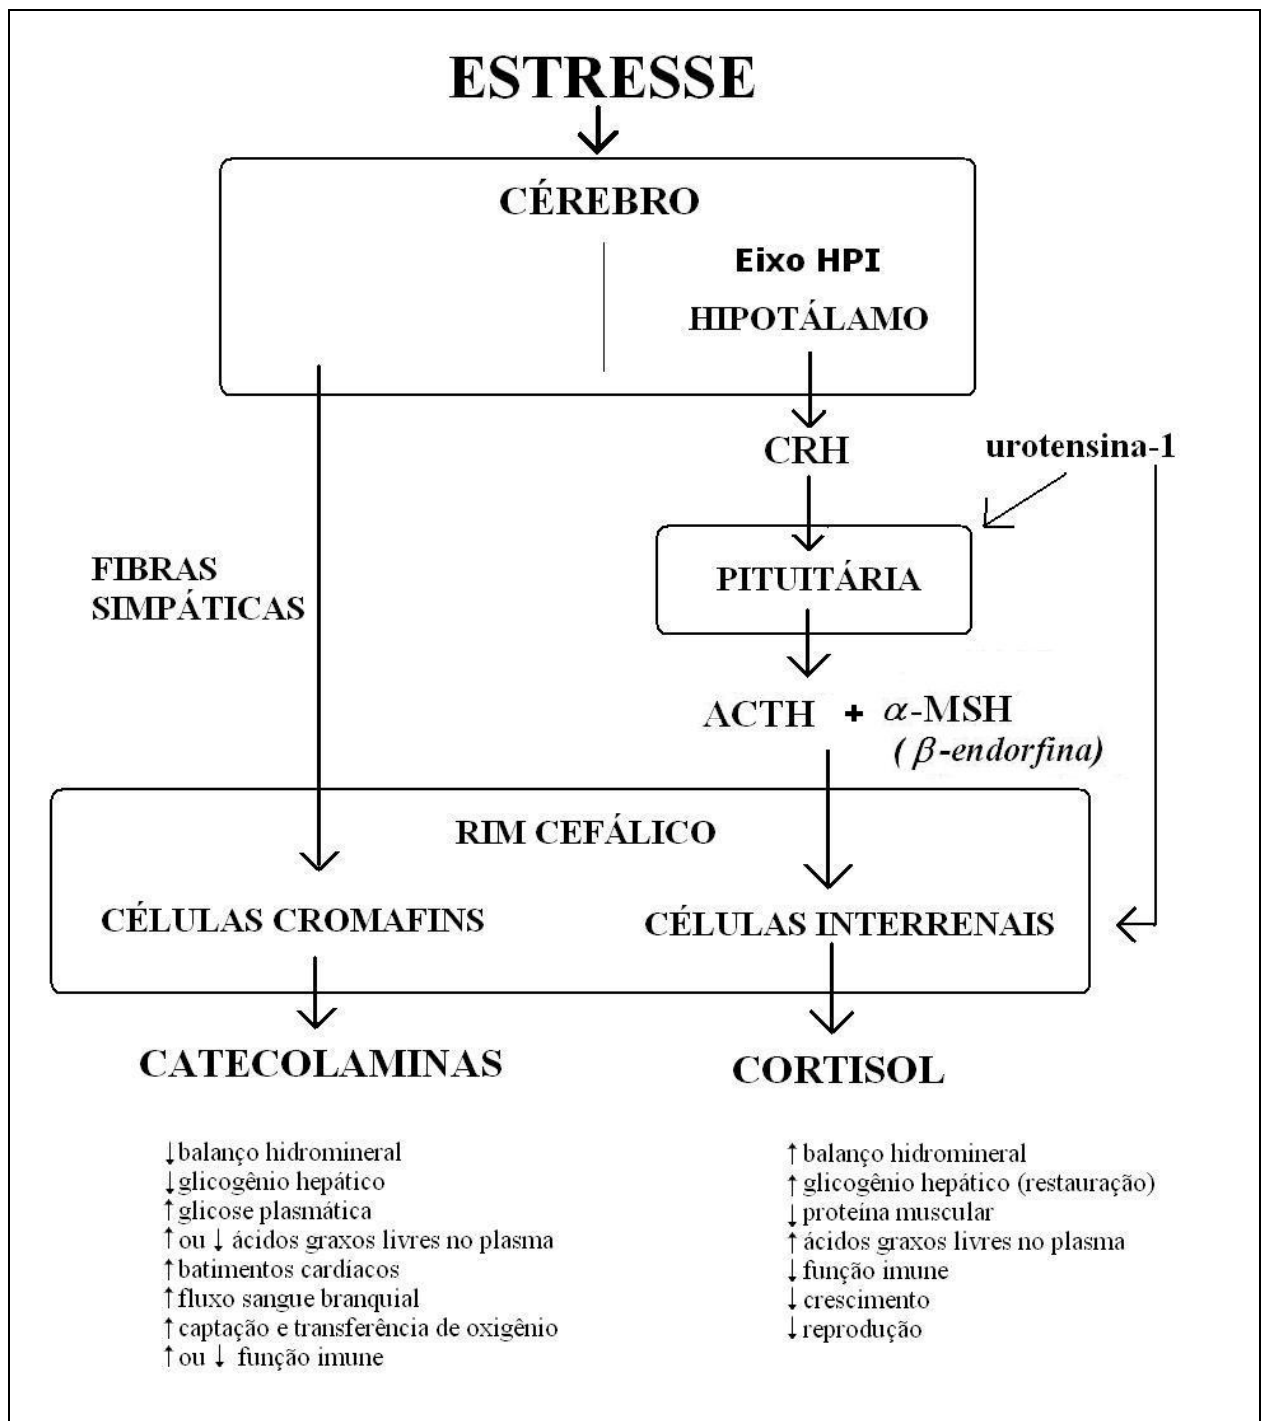 ESTRESSE
CÉREBRO
Eixo HPI
HIPOTÁLAMO
CRH
urotensina-1
FIBRAS
SIMPÁTICAS
PITUITÁRIA
ACTH + α-MSH
( β-endorfina)
RIM CEFÁLICO
CÉLULAS CROMAFINS
CÉLULAS INTERRENAIS
CATECOLAMINAS
↓balanço hidromineral
↓glicogênio hepático
↑glicose plasmática
↑ou ↓ ácidos graxos livres no plasma
↑batimentos cardíacos
↑fluxo sangue branquial
↑captação e transferência de oxigênio
↑ou ↓ função imune
CORTISOL
↑ balanço hidromineral
↑ glicogênio hepático (restauração)
↓proteína muscular
↑ácidos graxos livres no plasma
↓função imune
↓crescimento
↓reprodução